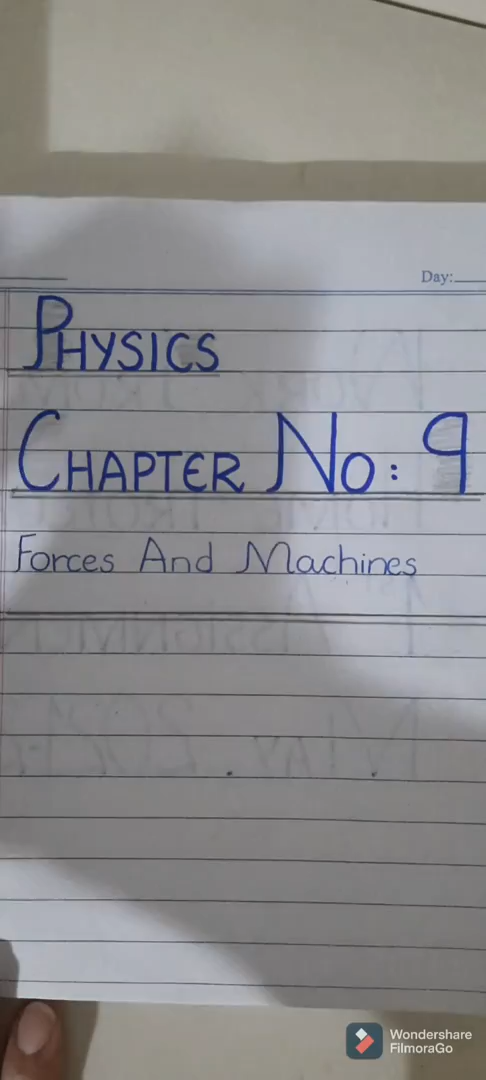 Day:
PHYSICS
CHAPTER NO: 9
Forces And Machines
Wondershare
FilmoraGo